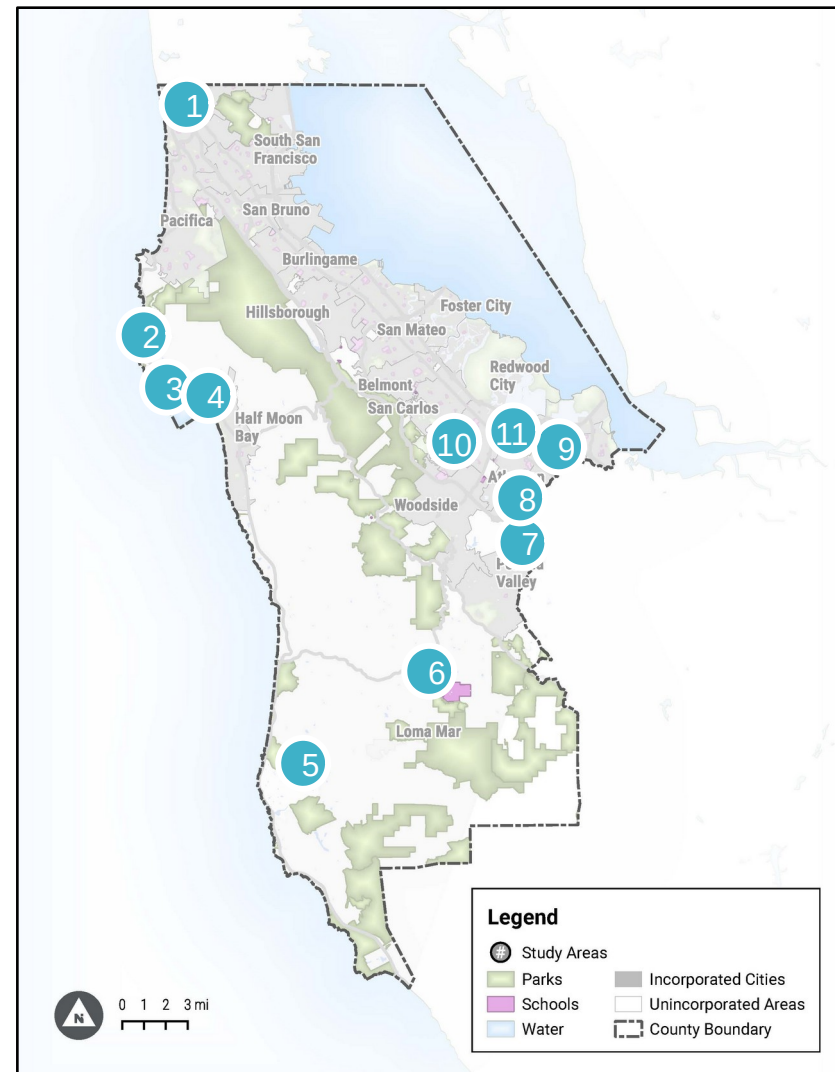 1
South San
Francisco
San Bruno
Pacifica
Burlingame
Hillsborough
Foster City
San Mateo
2
Redwood
City
Belmont
3
4
San Carlos
Half Moon
Bay
10
11
9
8
Woodside
7
Valley
6
Loma Mar
5
Legend
# Study Areas
Parks
Incorporated Cities
Schools
Unincorporated Areas
Water
County Boundary
N
0 1 2 3 mi